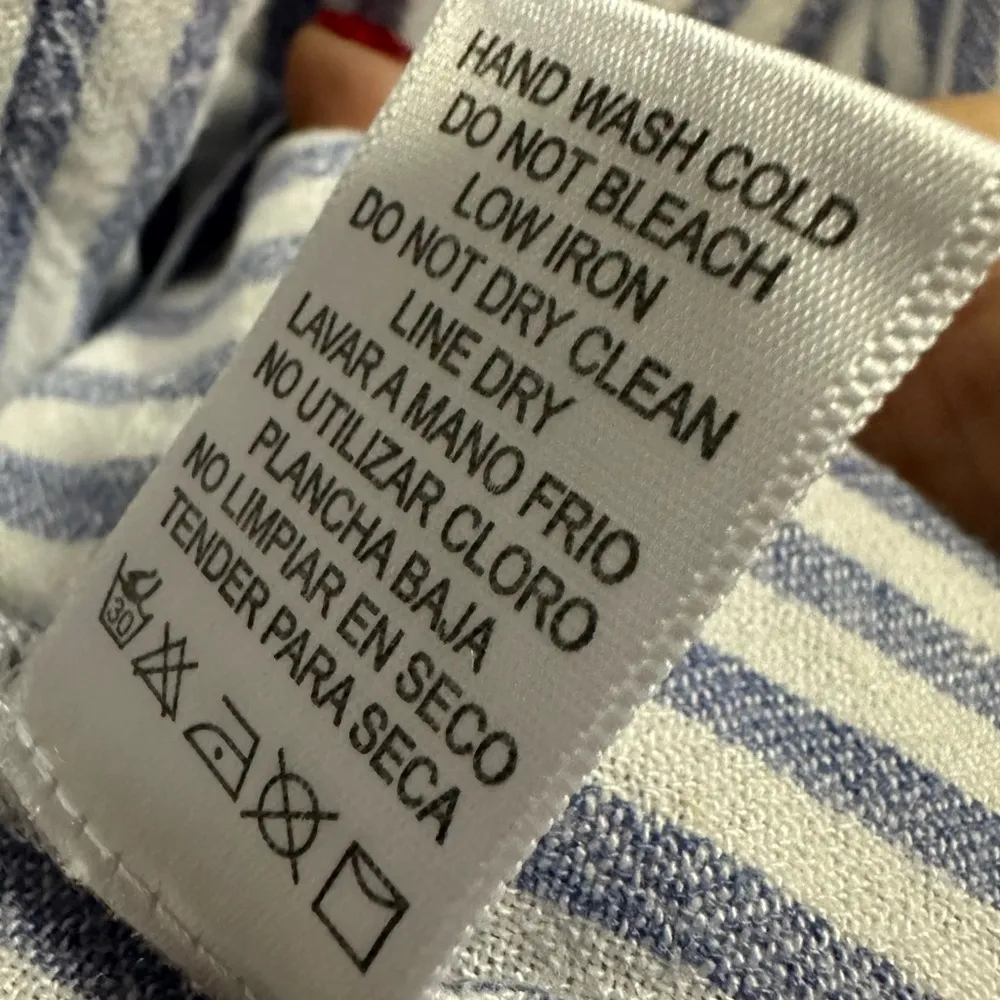 HAND WASH COLD
DO NOT BLEACH
LOW IRON
DO NOT DRY CLEAN
LINE DRY
LAVAR A MANO FRIO
NO UTILIZAR CLORO
PLANCHA BAJA
NO LIMPIAR EN SECO
TENDER PARA SECA
30